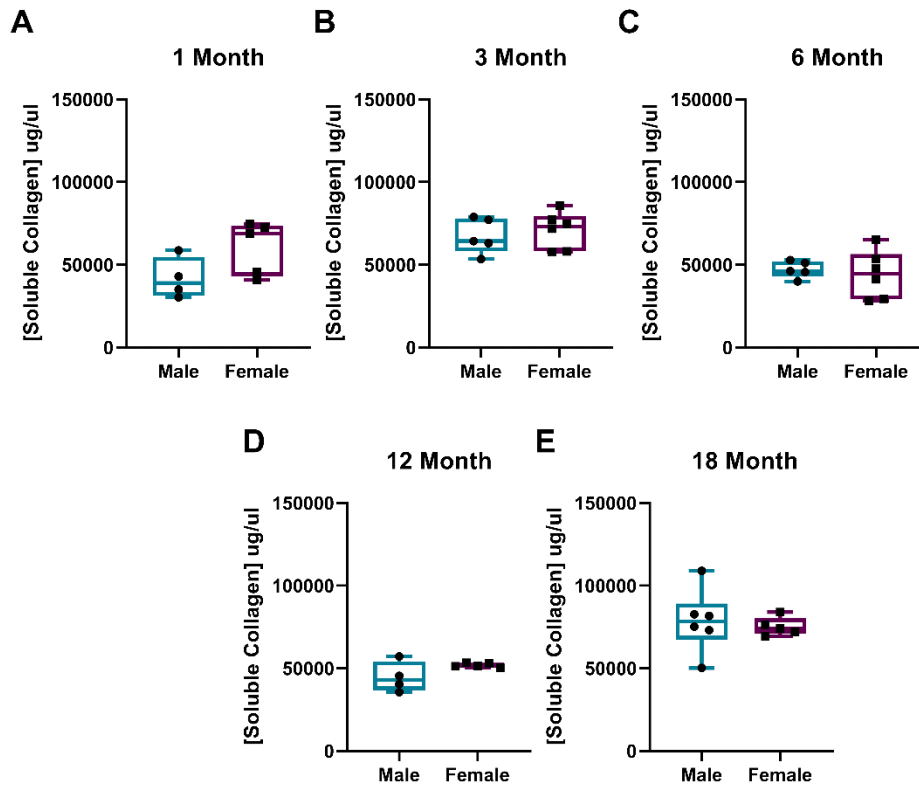 A
1 Month
[Soluble Collagen] ug/ul
150000
100000
50000
0
Male Female
B
3 Month
[Soluble Collagen] ug/ul
150000
100000
50000
0
Male Female
C
6 Month
[Soluble Collagen] ug/ul
150000
100000
50000
0
Male Female
D
12 Month
[Soluble Collagen] ug/ul
150000
100000
50000
0
Male Female
E
18 Month
[Soluble Collagen] ug/ul
150000
100000
50000
0
Male Female